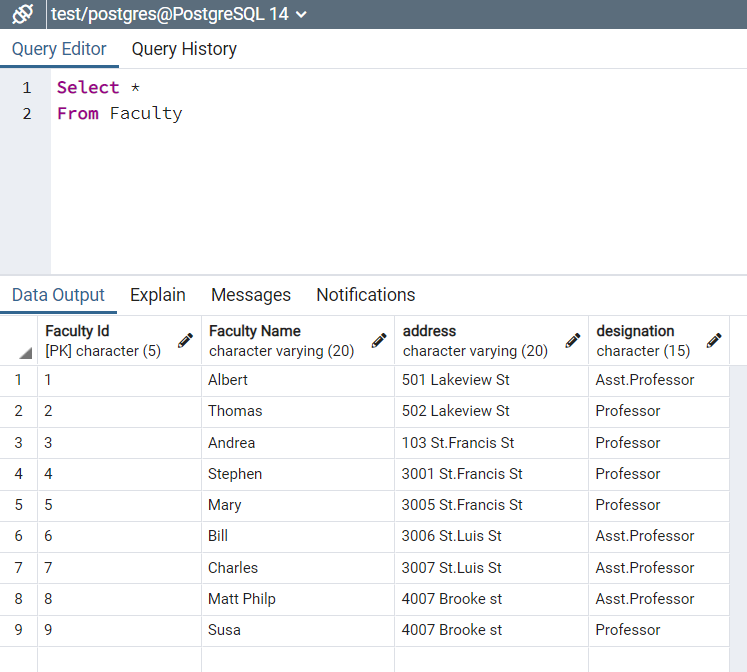 test/postgres@PostgreSQL 14
Query Editor Query History
1 Select *
2 From Faculty
Data Output Explain Messages Notifications
Faculty Id Faculty Name address designation
[PK] character (5) character varying (20) character varying (20) character (15)
1 1 Albert 501 Lakeview St Asst.Professor
2 2 Thomas 502 Lakeview St Professor
3 3 Andrea 103 St.Francis St Professor
4 4 Stephen 3001 St.Francis St Professor
5 5 Mary 3005 St.Francis St Professor
6 6 Bill 3006 St.Luis St Asst.Professor
7 7 Charles 3007 St.Luis St Asst.Professor
8 8 Matt Philp 4007 Brooke st Asst.Professor
9 9 Susa 4007 Brooke st Professor